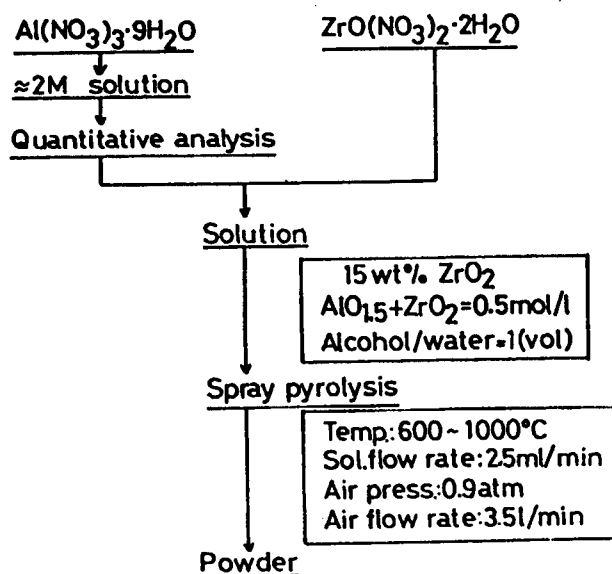 Al(NO3)3·9H2O
ZrO(NO3)2·2H2O
≈2M solution
Quantitative analysis
Solution
15wt% ZrO2
AlO1.5+ZrO2=0.5mol/l
Alcohol/water=1(vol)
Spray pyrolysis
Temp.:600~1000°C
Sol.flow rate:25ml/min
Air press.:0.9atm
Air flow rate:3.5l/min
Powder